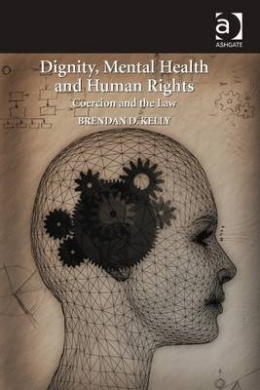 a
ASHGATE
Dignity, Mental Health
and Human Rights
Coercion and the Law
BRENDAN D. KELLY